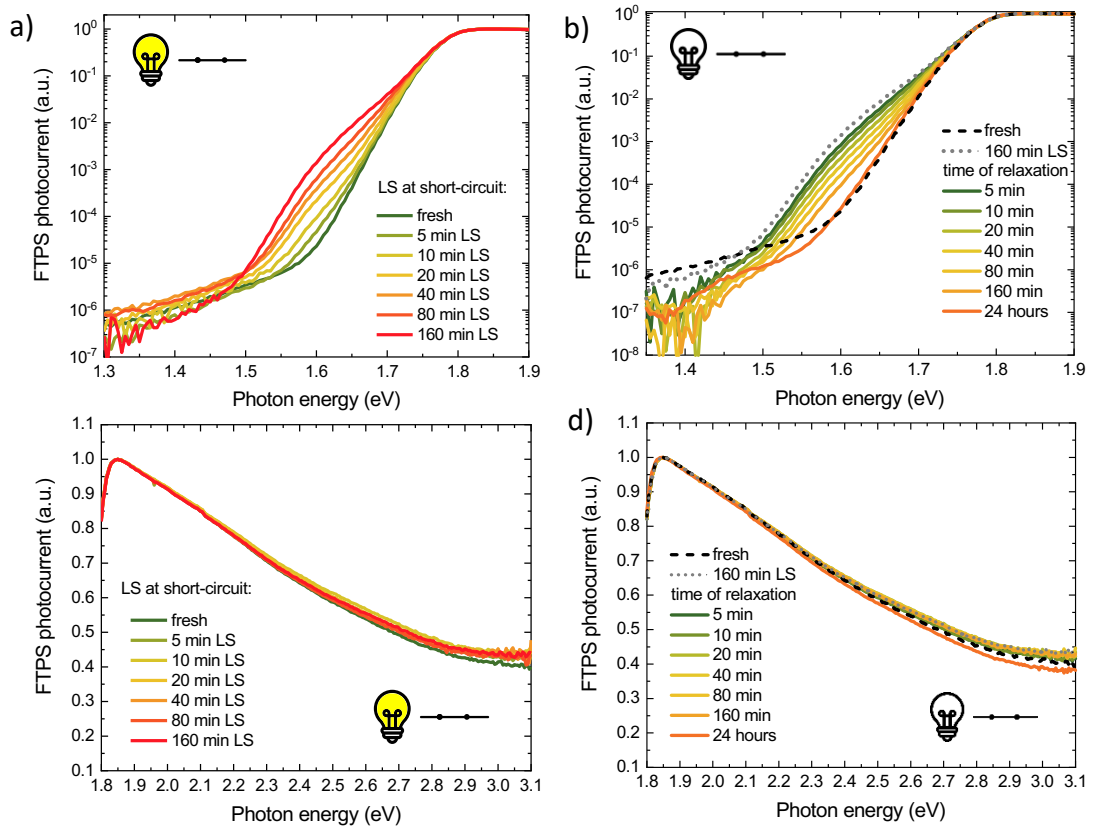 a)
10⁰
10⁻¹
10⁻²
10⁻³
10⁻⁴
10⁻⁵
10⁻⁶
10⁻⁷
FTPS photocurrent (a.u.)
LS at short-circuit:
fresh
5 min LS
10 min LS
20 min LS
40 min LS
80 min LS
160 min LS
1.3 1.4 1.5 1.6 1.7 1.8 1.9
Photon energy (eV)
b)
10⁰
10⁻¹
10⁻²
10⁻³
10⁻⁴
10⁻⁵
10⁻⁶
10⁻⁷
10⁻⁸
FTPS photocurrent (a.u.)
fresh
160 min LS
time of relaxation
5 min
10 min
20 min
40 min
80 min
160 min
24 hours
1.4 1.5 1.6 1.7 1.8 1.9
Photon energy (eV)
1.0
0.9
0.8
0.7
0.6
0.5
0.4
0.3
0.2
0.1
FTPS photocurrent (a.u.)
LS at short-circuit:
fresh
5 min LS
10 min LS
20 min LS
40 min LS
80 min LS
160 min LS
1.8 1.9 2.0 2.1 2.2 2.3 2.4 2.5 2.6 2.7 2.8 2.9 3.0 3.1
Photon energy (eV)
d)
1.0
0.9
0.8
0.7
0.6
0.5
0.4
0.3
0.2
0.1
FTPS photocurrent (a.u.)
fresh
160 min LS
time of relaxation
5 min
10 min
20 min
40 min
80 min
160 min
24 hours
1.8 1.9 2.0 2.1 2.2 2.3 2.4 2.5 2.6 2.7 2.8 2.9 3.0 3.1
Photon energy (eV)